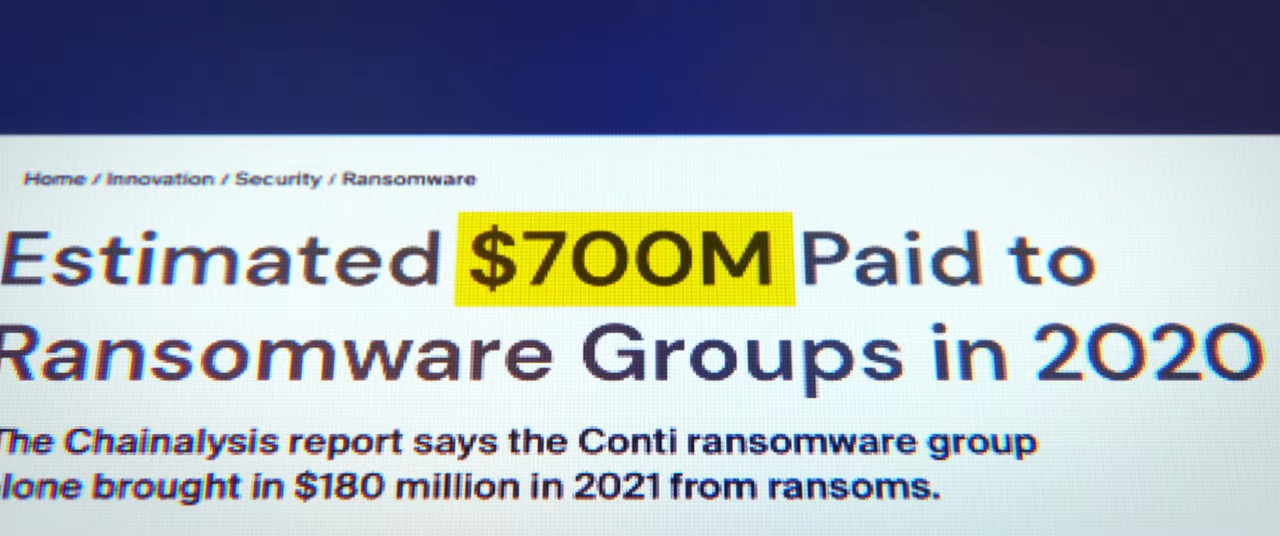 Home / Innovation / Security / Ransomware
Estimated $700M Paid to
Ransomware Groups in 2020
The Chainalysis report says the Conti ransomware group
lone brought in $180 million in 2021 from ransoms.